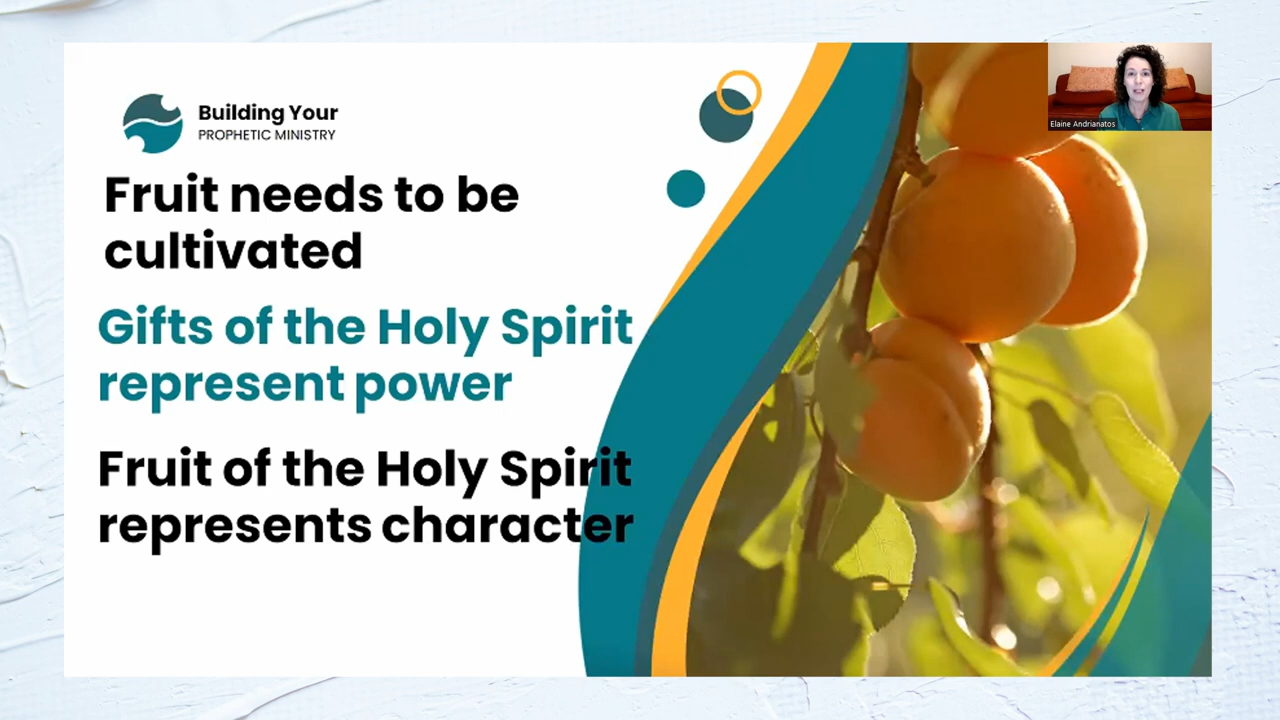 Building Your
PROPHETIC MINISTRY
Fruit needs to be
cultivated
Gifts of the Holy Spirit
represent power
Fruit of the Holy Spirit
represents character
Elaine Andrianatos